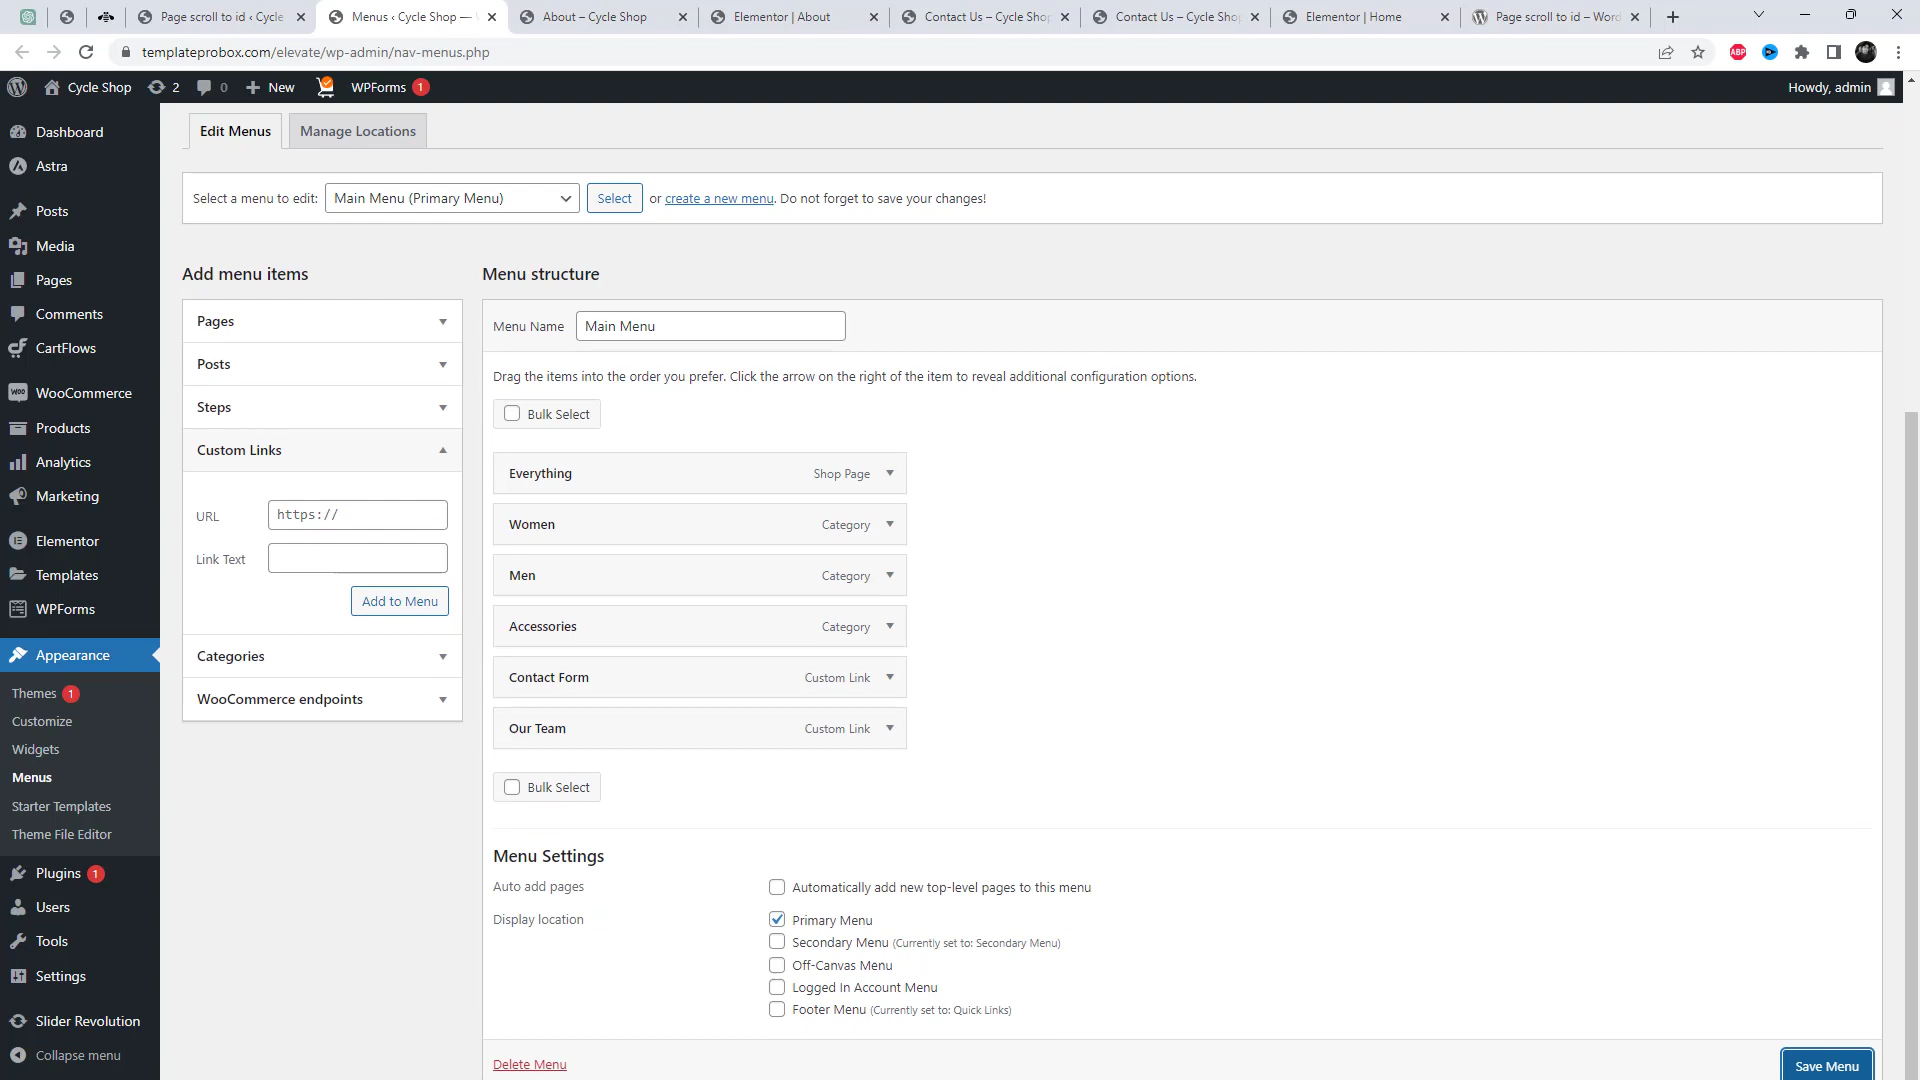 Page scroll to id ‹ Cycle
Menus ‹ Cycle Shop —
About – Cycle Shop
Elementor | About
Contact Us – Cycle Shop
Contact Us – Cycle Shop
Elementor | Home
Page scroll to id – Word
templateprobox.com/elevate/wp-admin/nav-menus.php
ABP
Cycle Shop
2
0
New
WPForms 1
Howdy, admin
Dashboard
Astra
Posts
Media
Pages
Comments
CartFlows
WooCommerce
Products
Analytics
Marketing
Elementor
Templates
WPForms
Appearance
Themes 1
Customize
Widgets
Menus
Starter Templates
Theme File Editor
Plugins 1
Users
Tools
Settings
Slider Revolution
Collapse menu
Edit Menus
Manage Locations
Select a menu to edit: Main Menu (Primary Menu) Select or create a new menu. Do not forget to save your changes!
Add menu items
Pages
Posts
Steps
Custom Links
URL https://
Link Text
Add to Menu
Categories
WooCommerce endpoints
Menu structure
Menu Name Main Menu
Drag the items into the order you prefer. Click the arrow on the right of the item to reveal additional configuration options.
Bulk Select
Everything Shop Page
Women Category
Men Category
Accessories Category
Contact Form Custom Link
Our Team Custom Link
Bulk Select
Menu Settings
Auto add pages Automatically add new top-level pages to this menu
Display location Primary Menu
Secondary Menu (Currently set to: Secondary Menu)
Off-Canvas Menu
Logged In Account Menu
Footer Menu (Currently set to: Quick Links)
Delete Menu
Save Menu